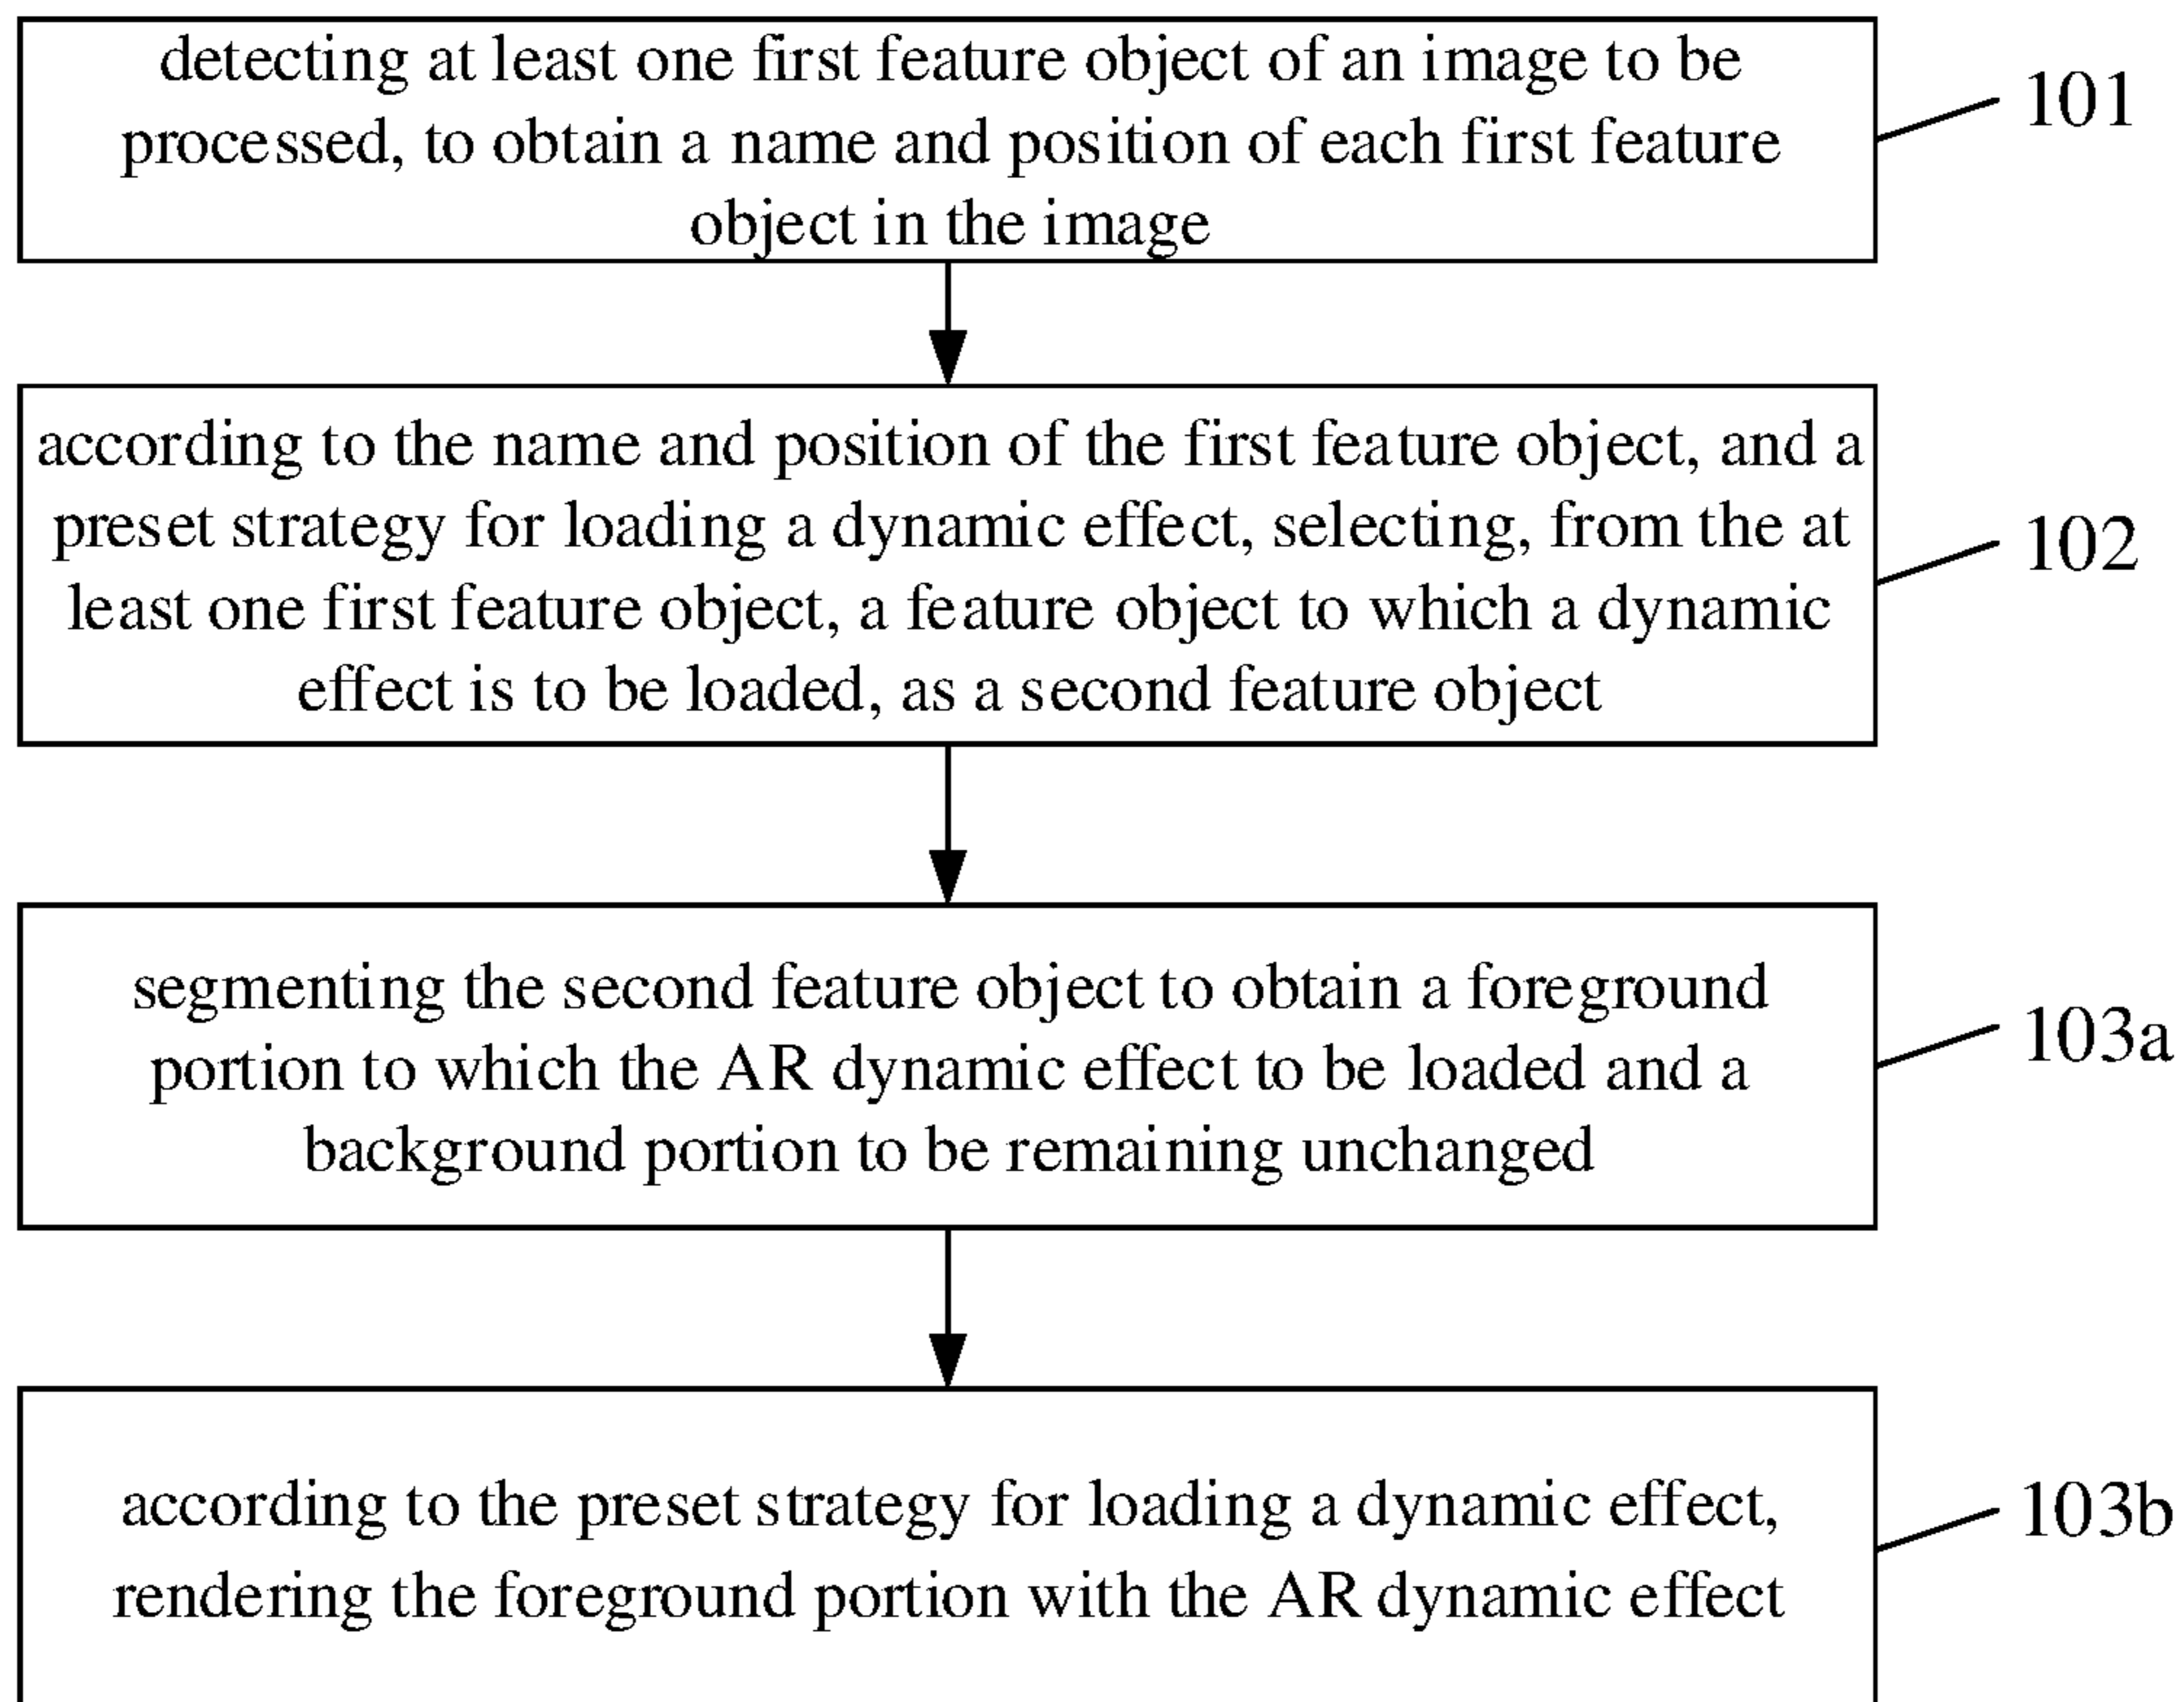 detecting at least one first feature object of an image to be
processed, to obtain a name and position of each first feature
object in the image
101
according to the name and position of the first feature object, and a
preset strategy for loading a dynamic effect, selecting, from the at
least one first feature object, a feature object to which a dynamic
effect is to be loaded, as a second feature object
102
segmenting the second feature object to obtain a foreground
portion to which the AR dynamic effect to be loaded and a
background portion to be remaining unchanged
103a
according to the preset strategy for loading a dynamic effect,
rendering the foreground portion with the AR dynamic effect
103b